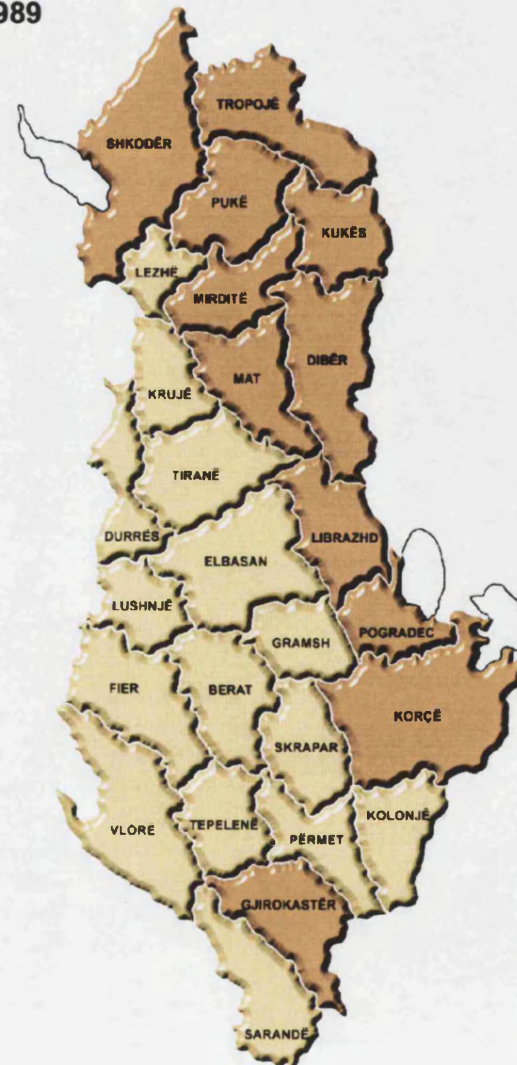 989
TROPOJË
SHKODËR
PUKË
KUKËS
LEZHË
MIRDITË
DIBËR
MAT
KRUJË
TIRANË
DURRËS
LIBRAZHD
ELBASAN
LUSHNJË
GRAMSH
POGRADEC
FIER
BERAT
KORÇË
SKRAPAR
KOLONJË
VLORË
TEPELENË
PËRMET
GJIROKASTËR
SARANDË